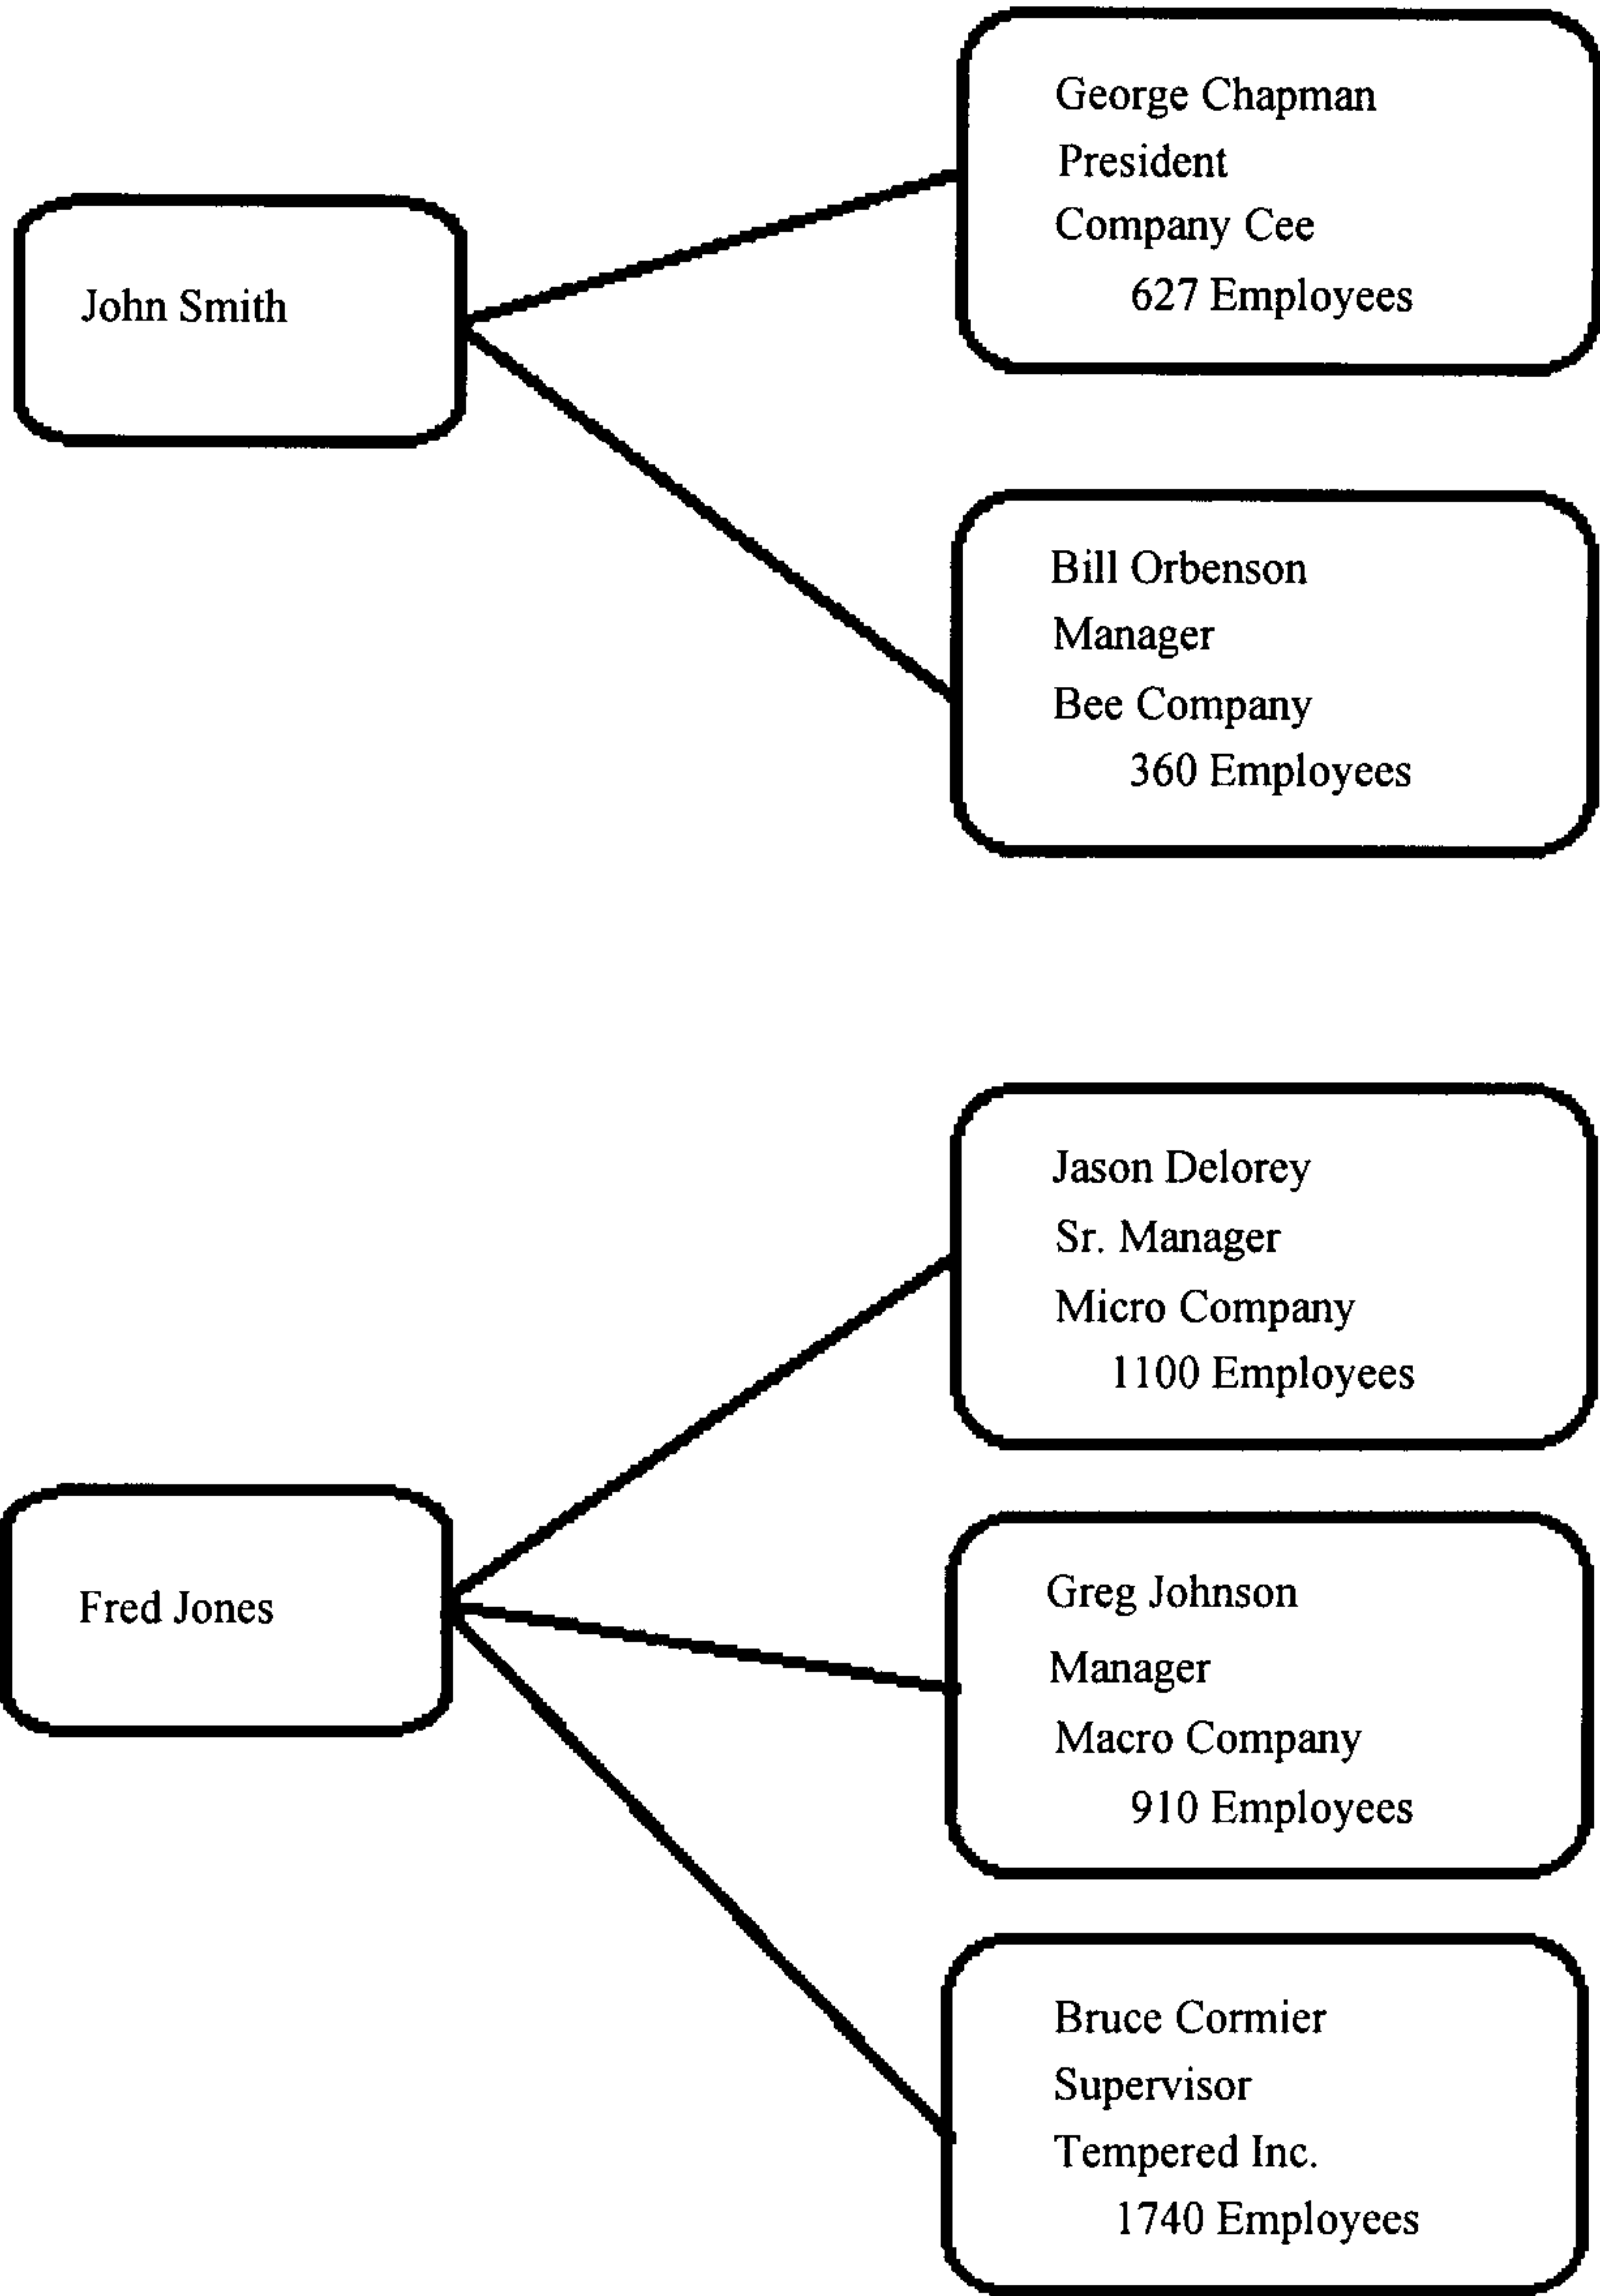 John Smith
George Chapman
President
Company Cee
627 Employees
Bill Orbenson
Manager
Bee Company
360 Employees
Fred Jones
Jason Delorey
Sr. Manager
Micro Company
1100 Employees
Greg Johnson
Manager
Macro Company
910 Employees
Bruce Cormier
Supervisor
Tempered Inc.
1740 Employees